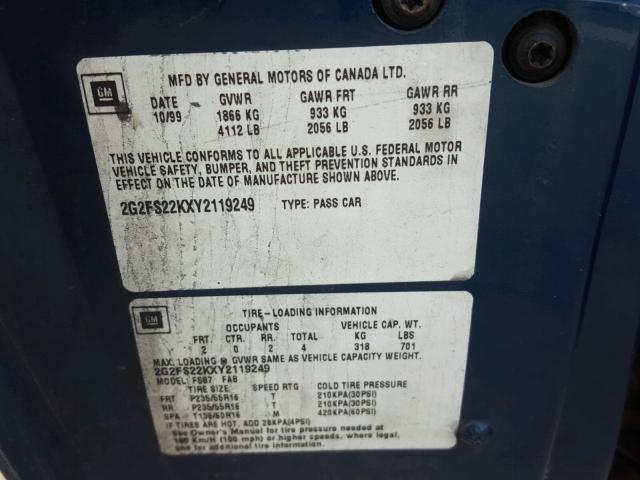 GM
MFD BY GENERAL MOTORS OF CANADA LTD.
DATE GVWR GAWR FRT GAWR RR
10/99 1866 KG 933 KG 933 KG
4112 LB 2056 LB 2056 LB
THIS VEHICLE CONFORMS TO ALL APPLICABLE U.S. FEDERAL MOTOR
VEHICLE SAFETY, BUMPER, AND THEFT PREVENTION STANDARDS IN
EFFECT ON THE DATE OF MANUFACTURE SHOWN ABOVE.
2G2FS22KXY2119249 TYPE: PASS CAR
GM
TIRE-LOADING INFORMATION
OCCUPANTS VEHICLE CAP. WT.
FRT. CTR. RR. TOTAL KG LBS
2 0 2 4 318 701
MAX. LOADING @ GVWR SAME AS VEHICLE CAPACITY WEIGHT.
2G2FS22KXY2119249
MODEL: FS87 FAB
TIRE SIZE SPEED RTG COLD TIRE PRESSURE
FRT P235/55R16 T 210KPA(30PSI)
RR P235/55R16 T 210KPA(30PSI)
SPA M 420KPA(60PSI)
IF TIRES ARE HOT, ADD 28KPA(4PSI)
See Owner's Manual for tire pressure needed at
160 Km/H (100 mph) or higher speeds, where legal,
and for additional tire information.